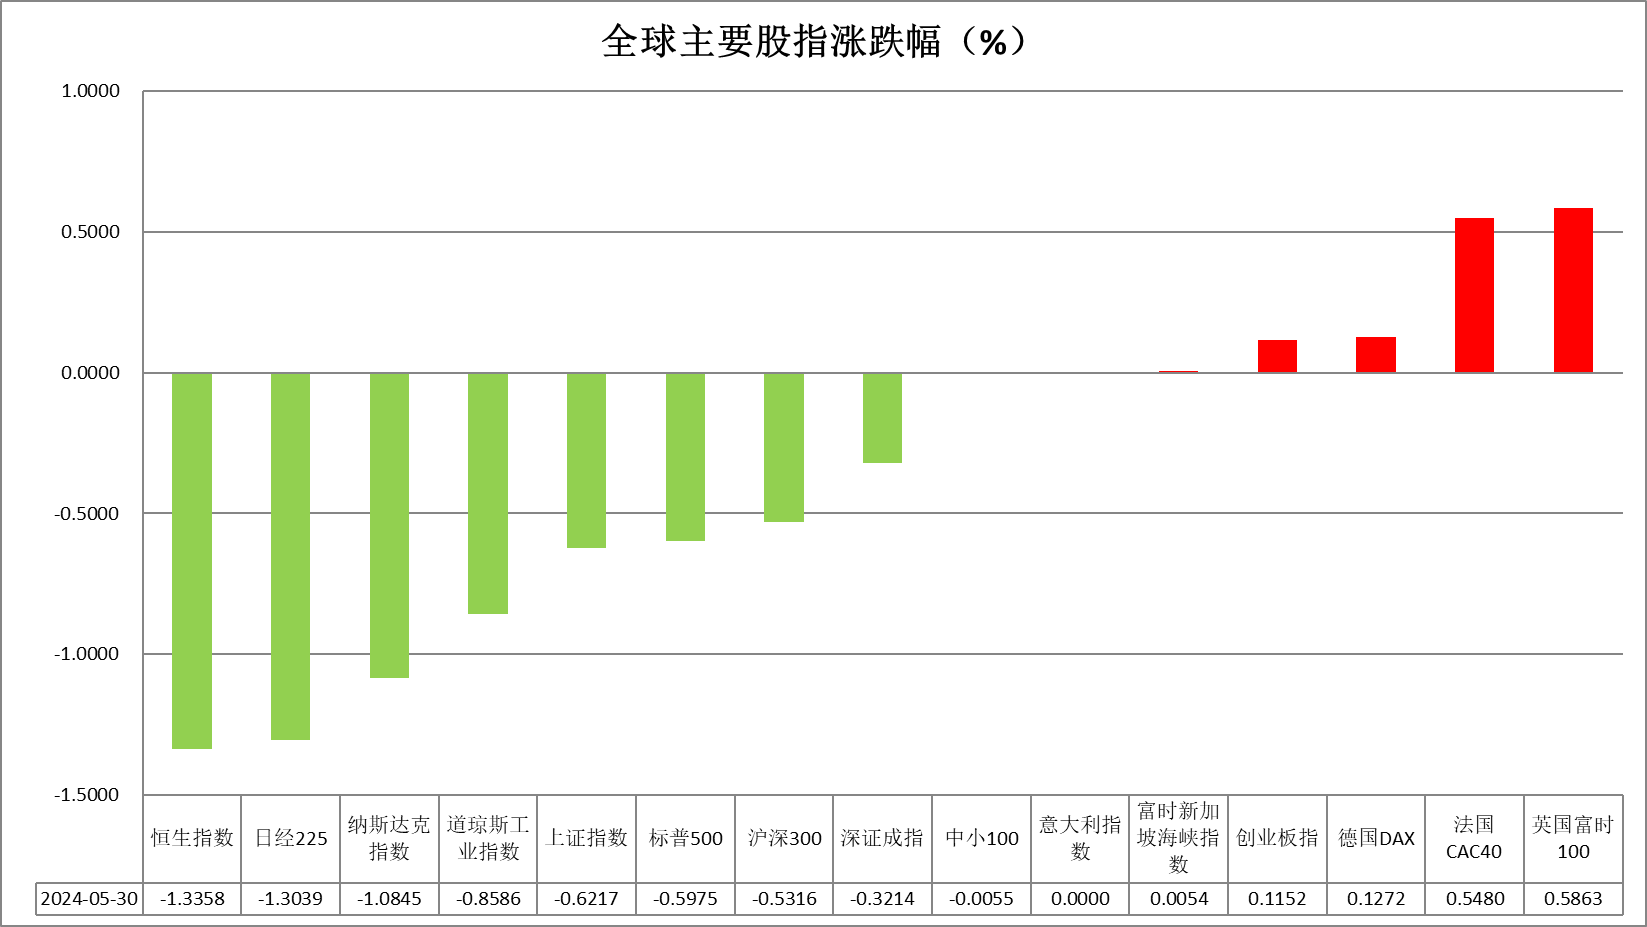 全球主要股指涨跌幅（%）
1.0000
0.5000
0.0000
-0.5000
-1.0000
-1.5000
恒生指数
日经225
纳斯达克
指数
道琼斯工
业指数
上证指数
标普500
沪深300
深证成指
中小100
意大利指
数
富时新加
坡海峡指
数
创业板指
德国DAX
法国
CAC40
英国富时
100
2024-05-30 -1.3358 -1.3039 -1.0845 -0.8586 -0.6217 -0.5975 -0.5316 -0.3214 -0.0055 0.0000 0.0054 0.1152 0.1272 0.5480 0.5863